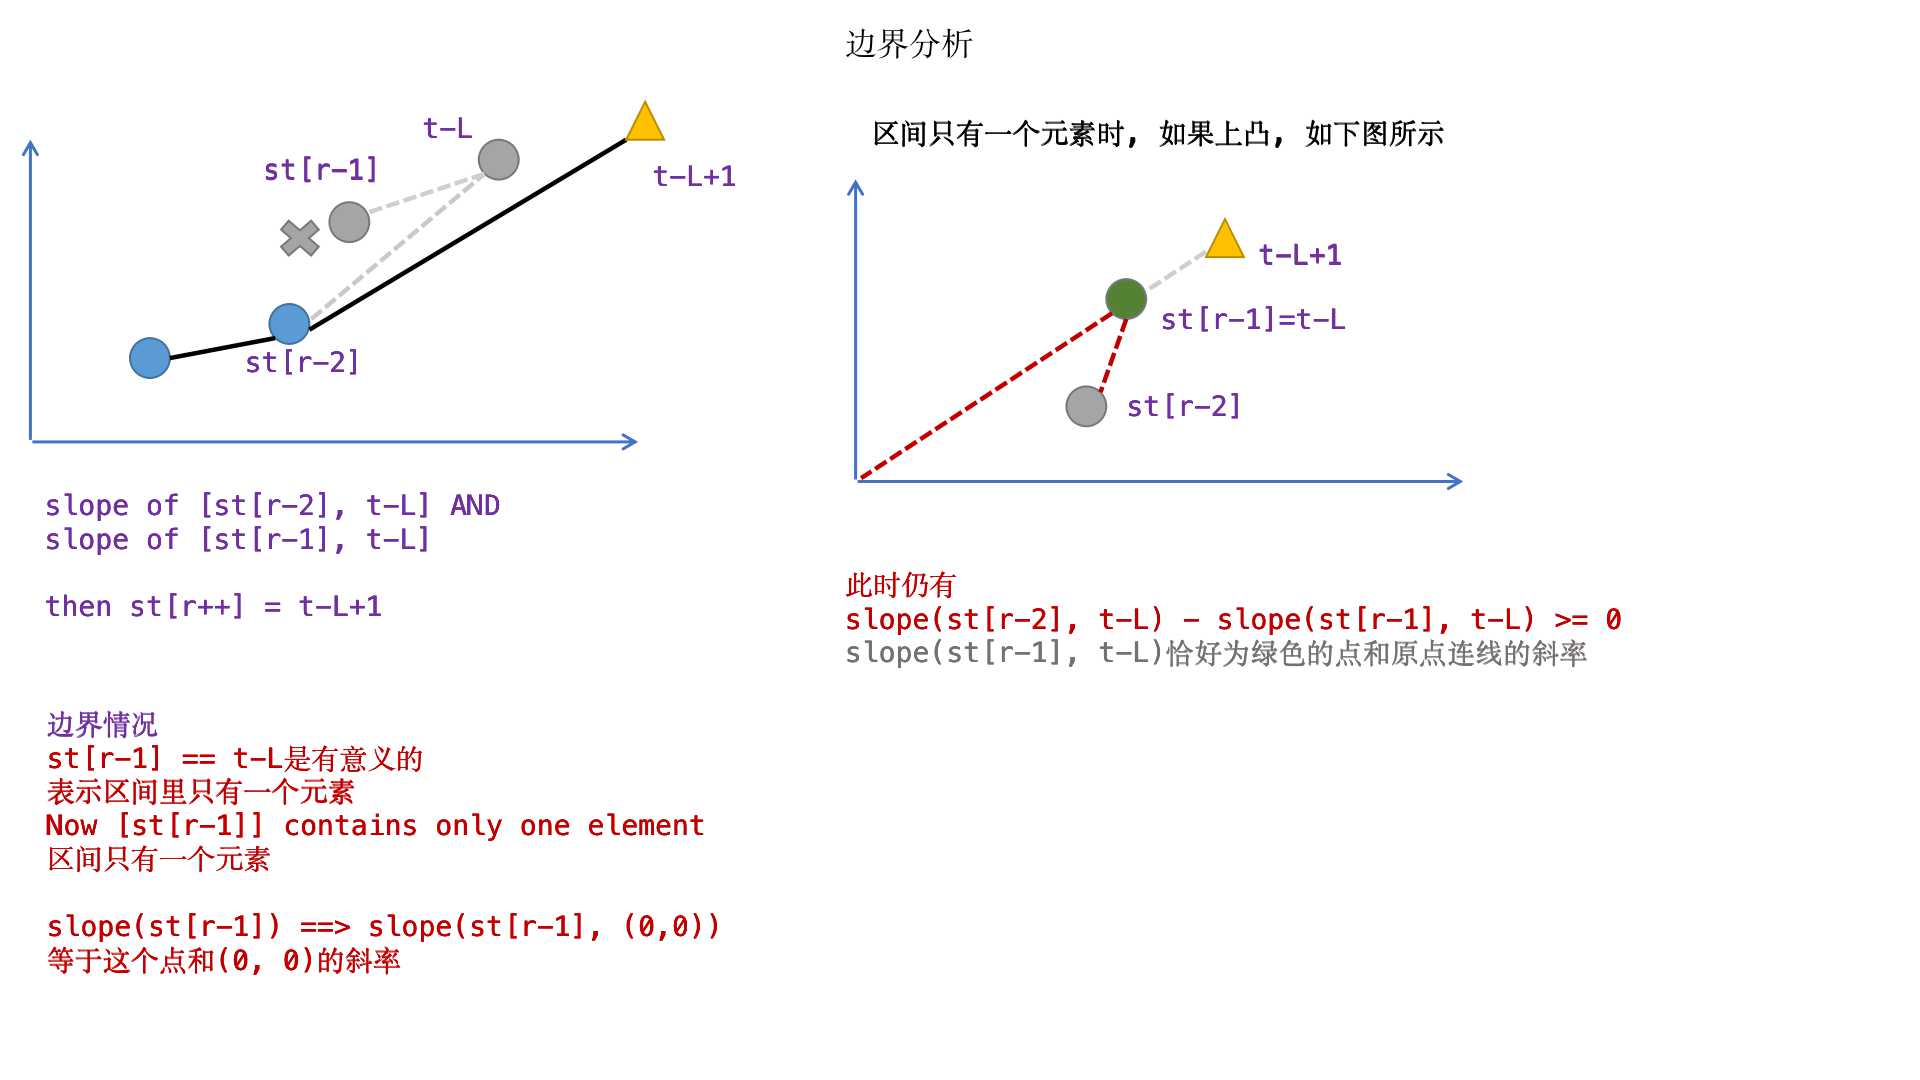 边界分析
t-L
st[r-1]
t-L+1
st[r-2]
slope of [st[r-2], t-L] AND
slope of [st[r-1], t-L]
then st[r++] = t-L+1
边界情况
st[r-1] == t-L是有意义的
表示区间里只有一个元素
Now [st[r-1]] contains only one element
区间只有一个元素
slope(st[r-1]) ==> slope(st[r-1], (0,0))
等于这个点和(0, 0)的斜率
区间只有一个元素时, 如果上凸, 如下图所示
t-L+1
st[r-1]=t-L
st[r-2]
此时仍有
slope(st[r-2], t-L) - slope(st[r-1], t-L) >= 0
slope(st[r-1], t-L)恰好为绿色的点和原点连线的斜率